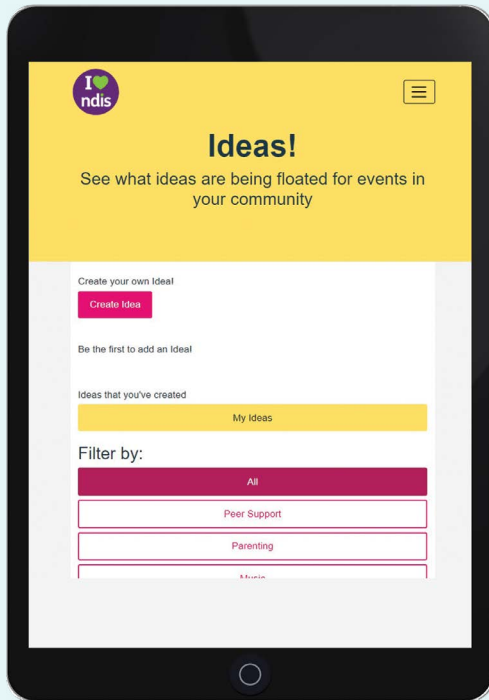 I
ndis
Ideas!
See what ideas are being floated for events in
your community
Create your own Idea!
Create Idea
Be the first to add an Idea!
Ideas that you've created
My Ideas
Filter by:
All
Peer Support
Parenting
Music